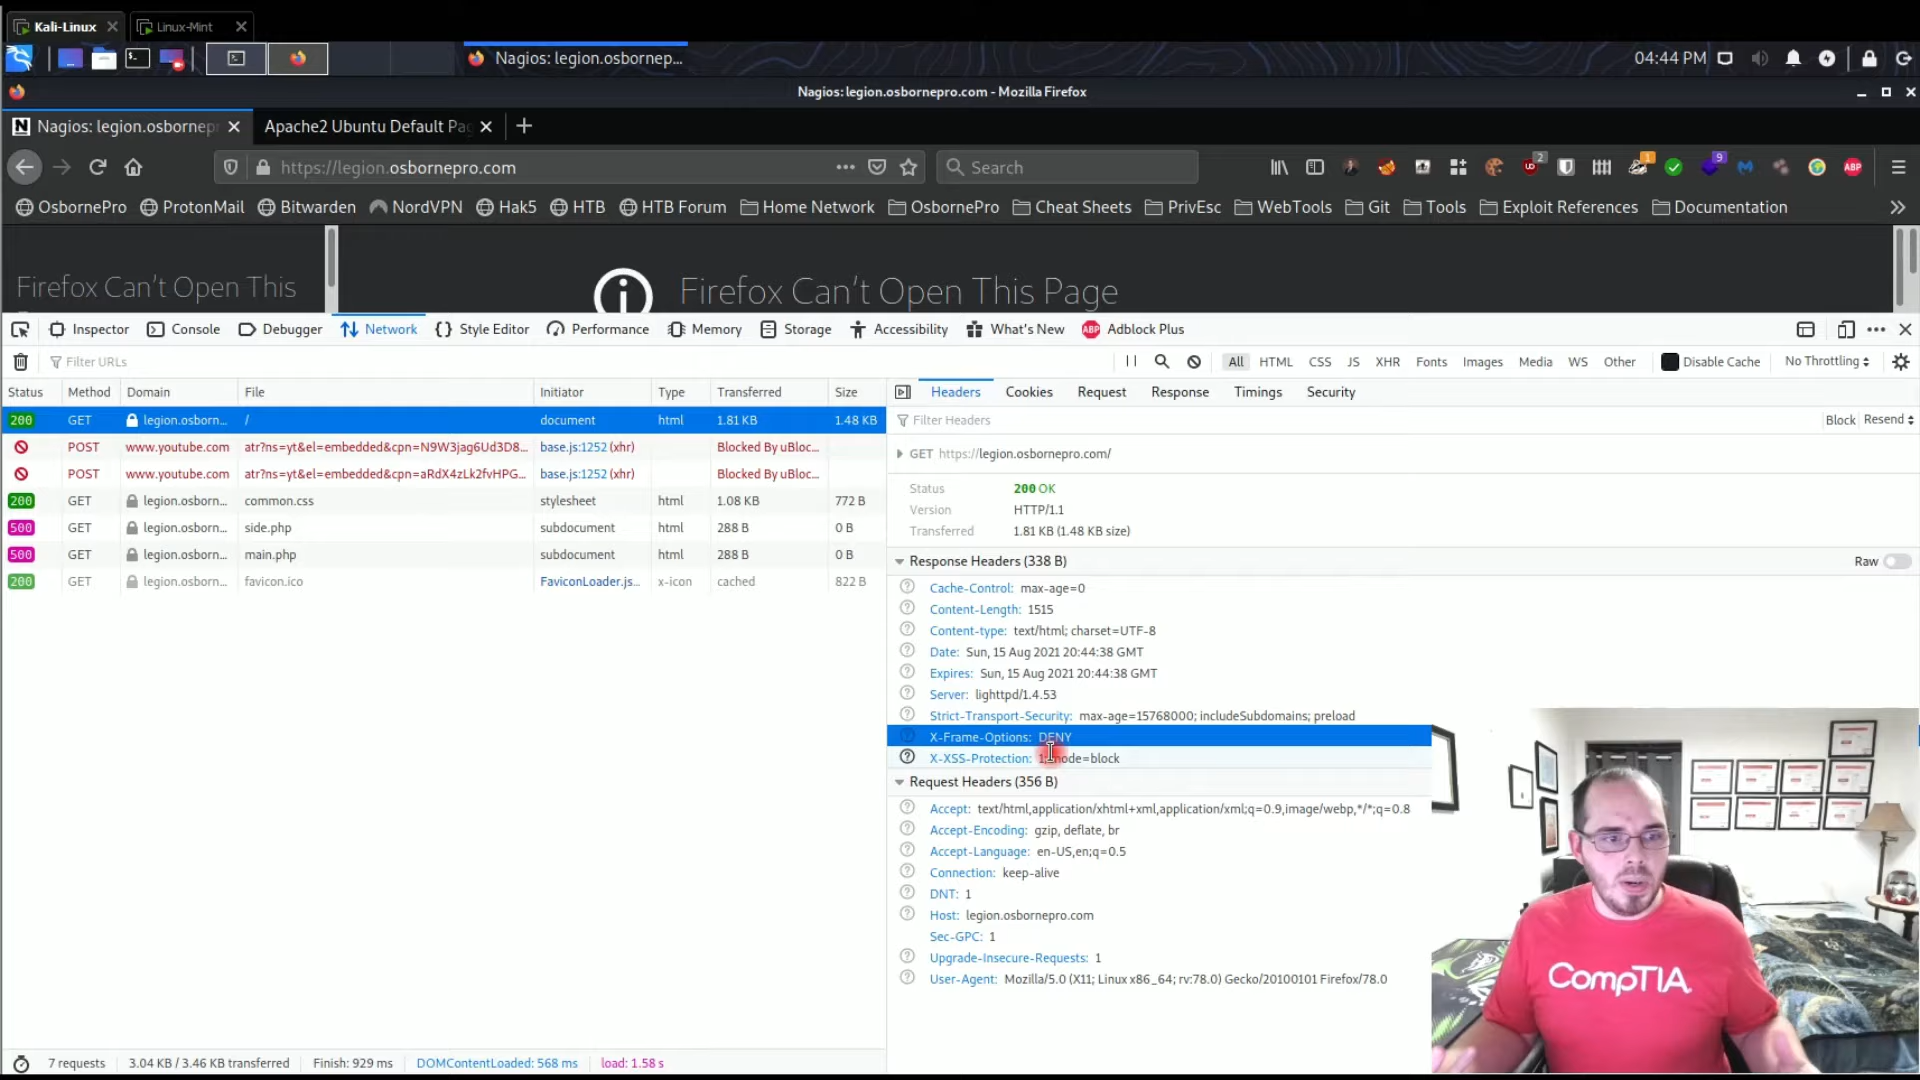 Kali-Linux
Linux-Mint
Nagios: legion.osbornep...
04:44 PM
Nagios: legion.osbornepro.com - Mozilla Firefox
Nagios: legion.osbornepr
Apache2 Ubuntu Default Pag
https://legion.osbornepro.com
Search
2
1
9
ABP
OsbornePro
ProtonMail
Bitwarden
NordVPN
Hak5
HTB
HTB Forum
Home Network
OsbornePro
Cheat Sheets
PrivEsc
WebTools
Git
Tools
Exploit References
Documentation
Firefox Can't Open This
Firefox Can't Open This Page
Inspector
Console
Debugger
Network
Style Editor
Performance
Memory
Storage
Accessibility
What's New
ABP Adblock Plus
Filter URLs
All
HTML
CSS
JS
XHR
Fonts
Images
Media
WS
Other
Disable Cache
No Throttling
Status Method Domain File Initiator Type Transferred Size
200 GET legion.osborn... / document html 1.81 KB 1.48 KB
POST www.youtube.com atr?ns=yt&el=embedded&cpn=N9W3jag6Ud3D8... base.js:1252 (xhr) Blocked By uBloc...
POST www.youtube.com atr?ns=yt&el=embedded&cpn=aRdX4zLk2fvHPG... base.js:1252 (xhr) Blocked By uBloc...
200 GET legion.osborn... common.css stylesheet html 1.08 KB 772 B
500 GET legion.osborn... side.php subdocument html 288 B 0 B
500 GET legion.osborn... main.php subdocument html 288 B 0 B
200 GET legion.osborn... favicon.ico FaviconLoader.js... x-icon cached 822 B
Headers Cookies Request Response Timings Security
Filter Headers
Block Resend
GET https://legion.osbornepro.com/
Status 200 OK
Version HTTP/1.1
Transferred 1.81 KB (1.48 KB size)
Response Headers (338 B)
Raw
Cache-Control: max-age=0
Content-Length: 1515
Content-type: text/html; charset=UTF-8
Date: Sun, 15 Aug 2021 20:44:38 GMT
Expires: Sun, 15 Aug 2021 20:44:38 GMT
Server: lighttpd/1.4.53
Strict-Transport-Security: max-age=15768000; includeSubdomains; preload
X-Frame-Options: DENY
X-XSS-Protection: 1; mode=block
Request Headers (356 B)
Accept: text/html,application/xhtml+xml,application/xml;q=0.9,image/webp,*/*;q=0.8
Accept-Encoding: gzip, deflate, br
Accept-Language: en-US,en;q=0.5
Connection: keep-alive
DNT: 1
Host: legion.osbornepro.com
Sec-GPC: 1
Upgrade-Insecure-Requests: 1
User-Agent: Mozilla/5.0 (X11; Linux x86_64; rv:78.0) Gecko/20100101 Firefox/78.0
CompTIA.
7 requests
3.04 KB / 3.46 KB transferred
Finish: 929 ms
DOMContentLoaded: 568 ms
load: 1.58 s